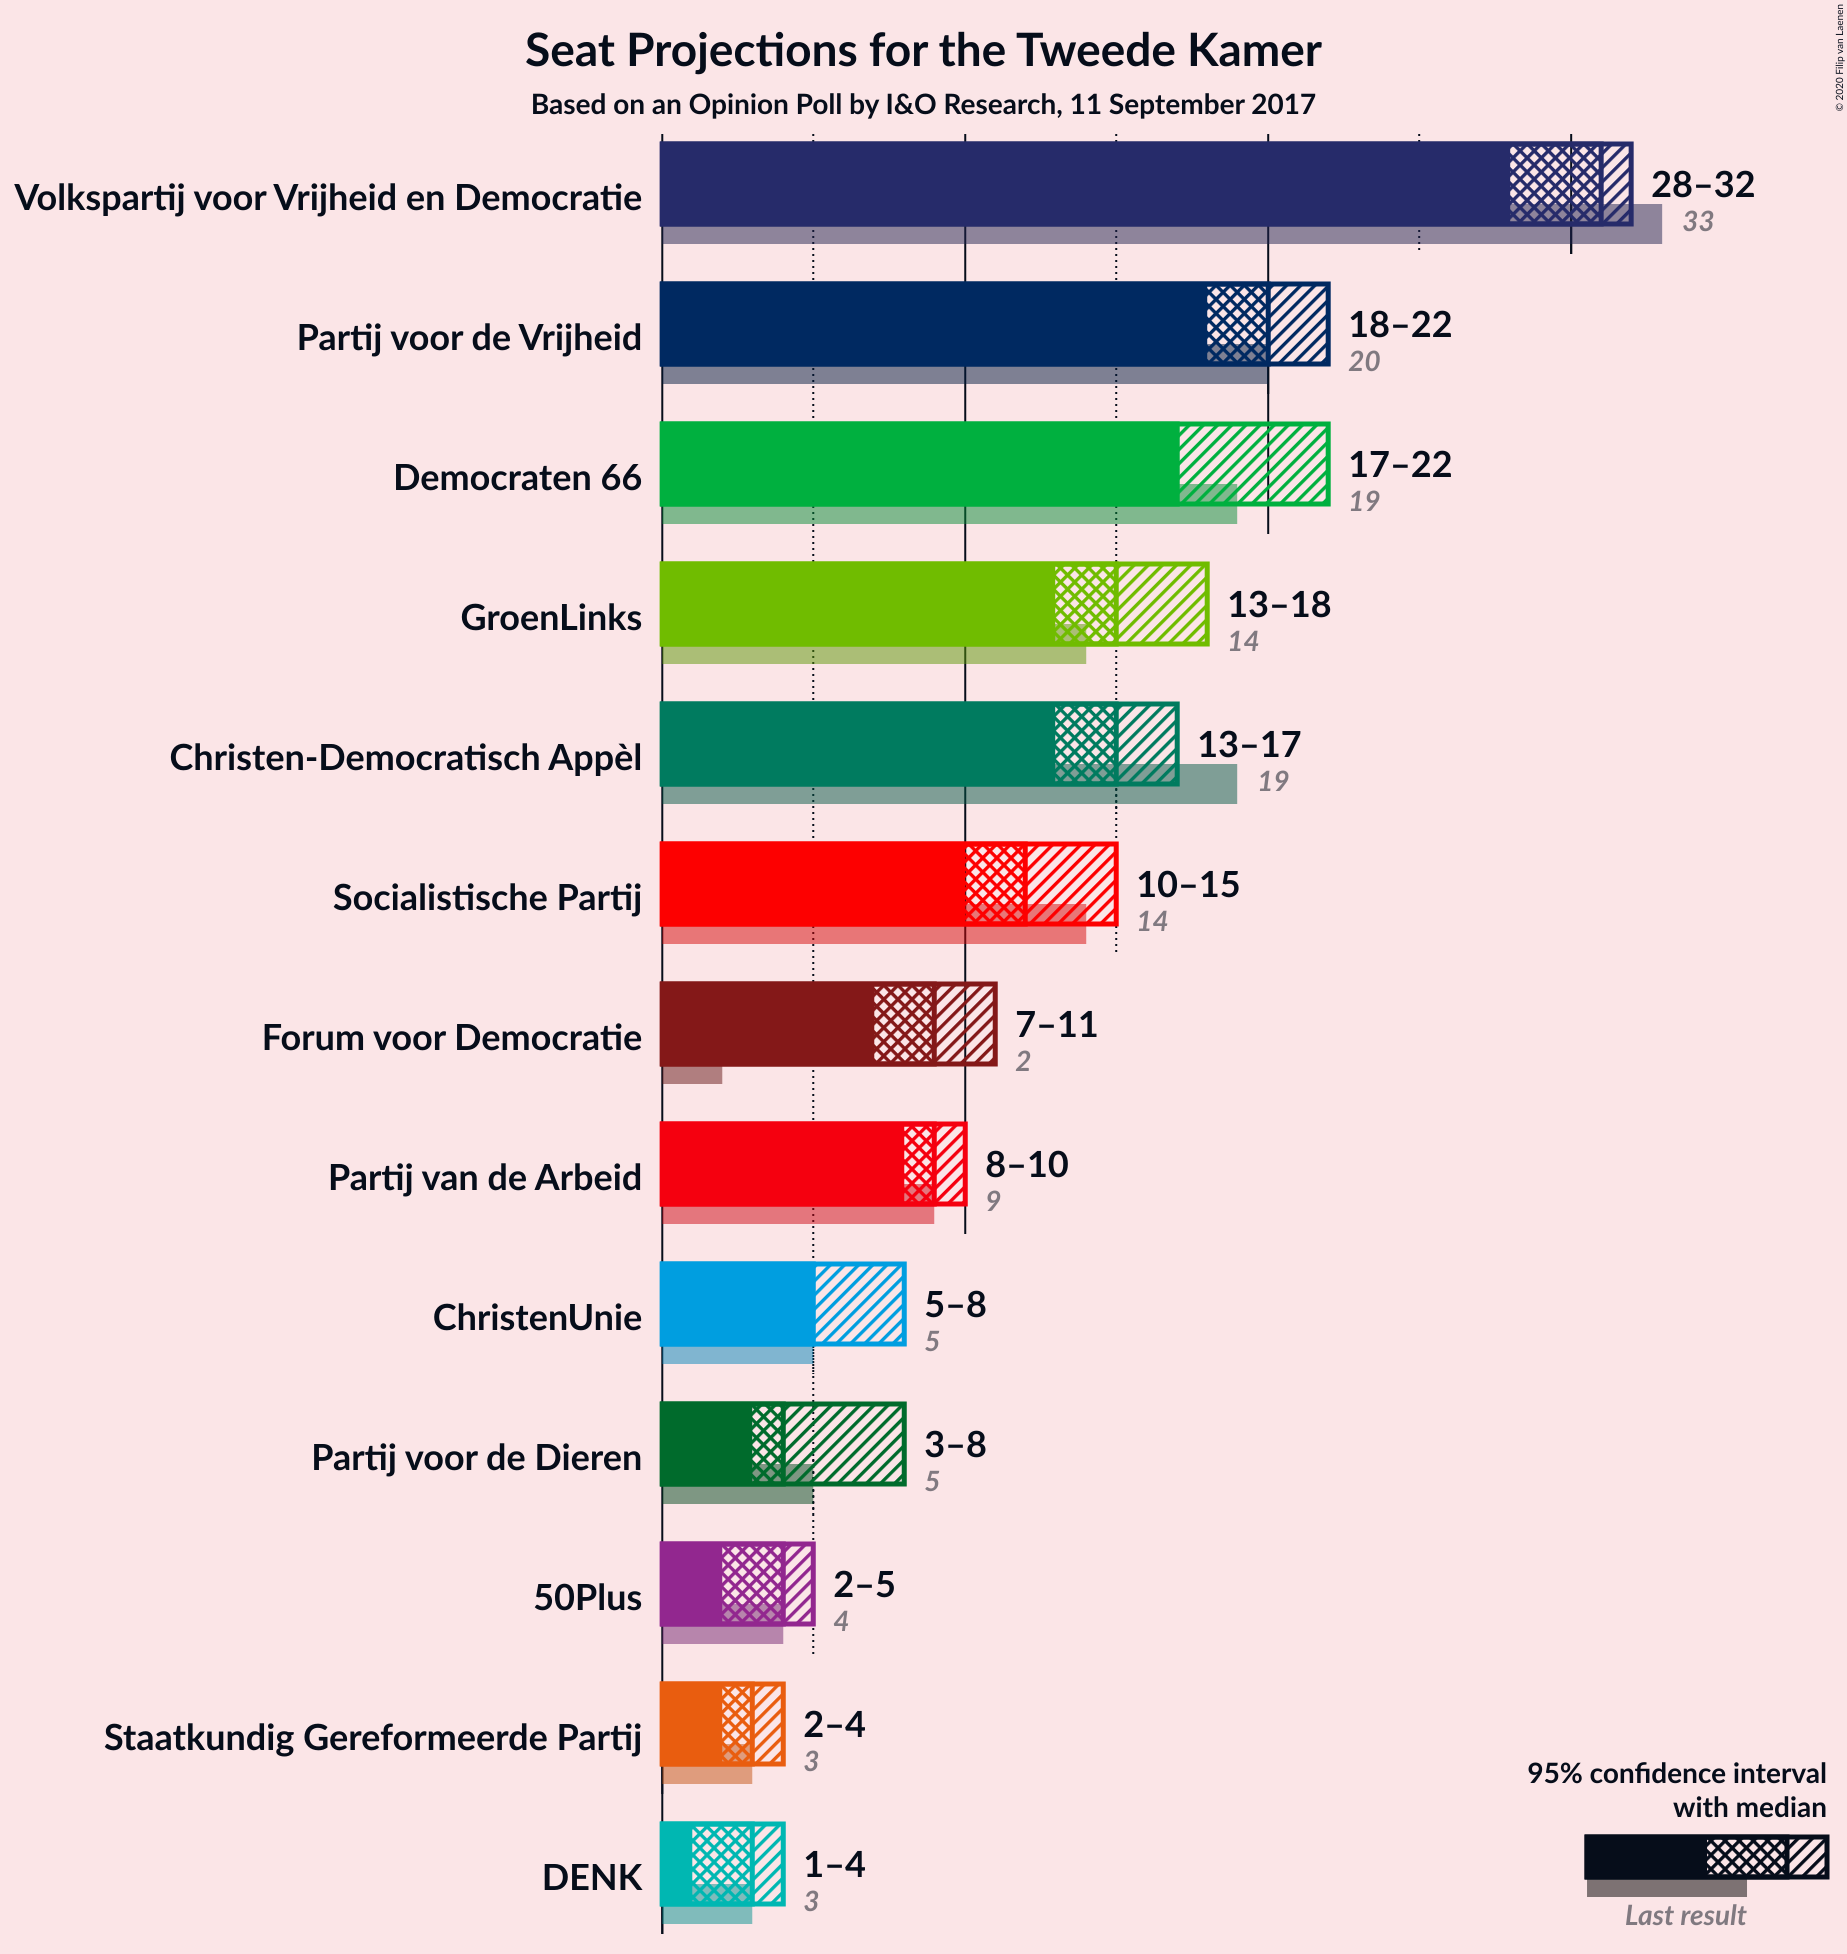 Seat Projections for the Tweede Kamer
Based on an Opinion Poll by I&O Research, 11 September 2017
© 2020 Filip van Laenen
Volkspartij voor Vrijheid en Democratie
28–32
33
Partij voor de Vrijheid
18–22
20
Democraten 66
17–22
19
GroenLinks
13–18
14
Christen-Democratisch Appèl
13–17
19
Socialistische Partij
10–15
14
Forum voor Democratie
7–11
2
Partij van de Arbeid
8–10
9
ChristenUnie
5–8
5
Partij voor de Dieren
3–8
5
50Plus
2–5
4
Staatkundig Gereformeerde Partij
2–4
3
DENK
1–4
3
95% confidence interval
with median
Last result